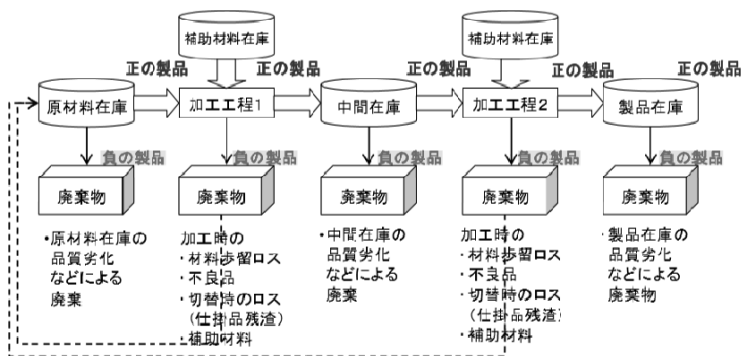 補助材料在庫
補助材料在庫
正の製品
正の製品
正の製品
正の製品
正の製品
原材料在庫
加工工程1
中間在庫
加工工程2
製品在庫
負の製品
負の製品
負の製品
負の製品
負の製品
廃棄物
廃棄物
廃棄物
廃棄物
廃棄物
・原材料在庫の
品質劣化
などによる
廃棄
加工時の
・材料歩留ロス
・不良品
・切替時のロス
(仕掛品残渣)
・補助材料
・中間在庫の
品質劣化
などによる
廃棄物
加工時の
・材料歩留ロス
・不良品
・切替時のロス
(仕掛品残渣)
・補助材料
・製品在庫の
品質劣化
などによる
廃棄物